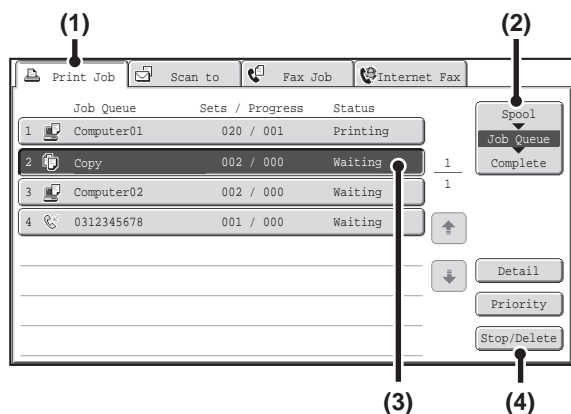 (1) (2)
Print Job Scan to Fax Job Internet Fax
Job Queue Sets / Progress Status
Spool
Job Queue
Complete
1 Computer01 020 / 001 Printing
2 Copy 002 / 000 Waiting
3 Computer02 002 / 000 Waiting
4 0312345678 001 / 000 Waiting
1
1
Detail
Priority
Stop/Delete
(3) (4)